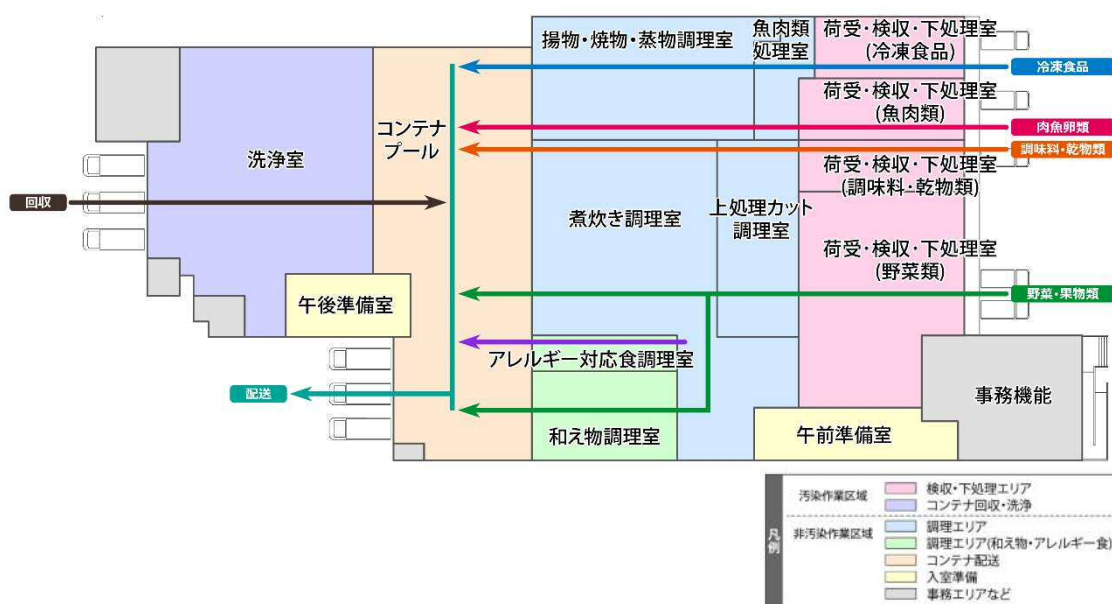 揚物・焼物・蒸物調理室
魚肉類
処理室
荷受・検収・下処理室
(冷凍食品)
冷凍食品
荷受・検収・下処理室
(魚肉類)
肉魚卵類
コンテナ
プール
調味料・乾物類
洗浄室
荷受・検収・下処理室
(調味料・乾物類)
回収
煮炊き調理室
上処理カット
調理室
荷受・検収・下処理室
(野菜類)
野菜・果物類
午後準備室
アレルギー対応食調理室
配送
事務機能
和え物調理室
午前準備室
凡例
汚染作業区域
検収・下処理エリア
コンテナ回収・洗浄
非汚染作業区域
調理エリア
調理エリア(和え物・アレルギー食)
コンテナ配送
入室準備
事務エリアなど